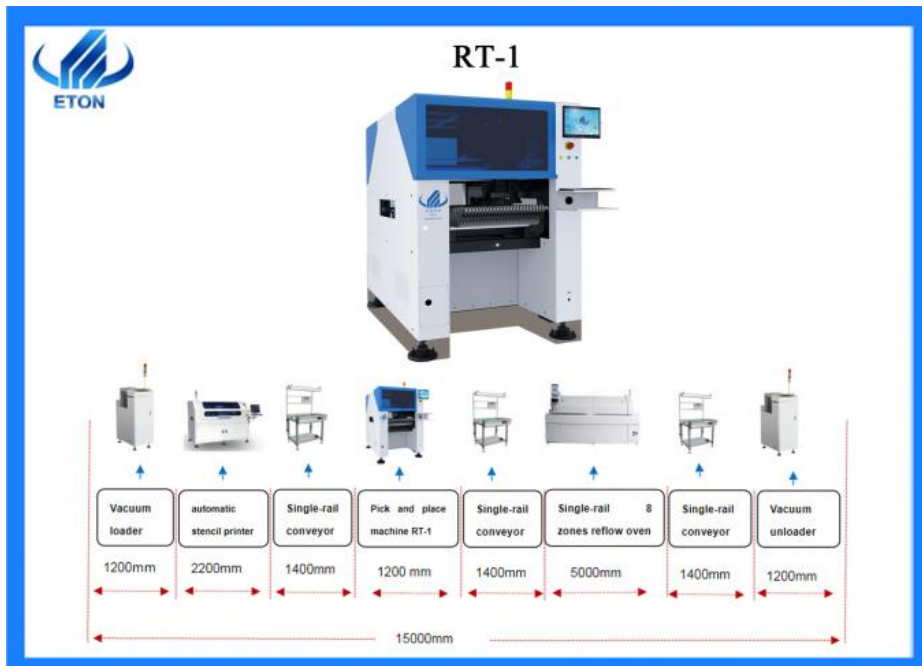 RT-1
ETON
Vacuum
loader
automatic
stencil printer
Single-rail
conveyor
Pick and place
machine RT-1
Single-rail
conveyor
Single-rail 8
zones reflow oven
Single-rail
conveyor
Vacuum
unloader
1200mm
2200mm
1400mm
1200 mm
1400mm
5000mm
1400mm
1200mm
15000mm